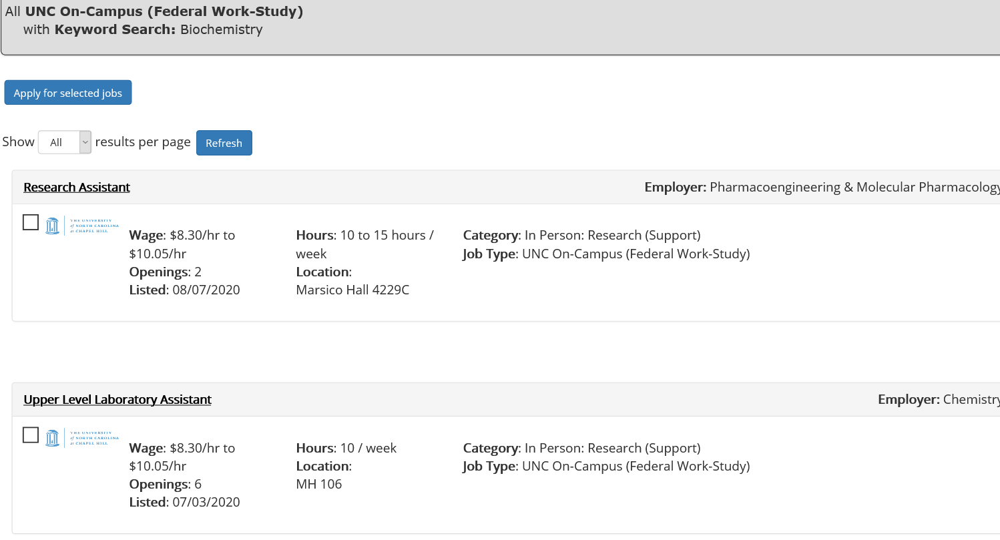 All UNC On-Campus (Federal Work-Study)
with Keyword Search: Biochemistry
Apply for selected jobs
Show All results per page Refresh
Research Assistant Employer: Pharmacoengineering & Molecular Pharmacology
THE UNIVERSITY
of NORTH CAROLINA
at CHAPEL HILL
Wage: $8.30/hr to
$10.05/hr
Openings: 2
Listed: 08/07/2020
Hours: 10 to 15 hours /
week
Location:
Marsico Hall 4229C
Category: In Person: Research (Support)
Job Type: UNC On-Campus (Federal Work-Study)
Upper Level Laboratory Assistant Employer: Chemistry
THE UNIVERSITY
of NORTH CAROLINA
at CHAPEL HILL
Wage: $8.30/hr to
$10.05/hr
Openings: 6
Listed: 07/03/2020
Hours: 10 / week
Location:
MH 106
Category: In Person: Research (Support)
Job Type: UNC On-Campus (Federal Work-Study)